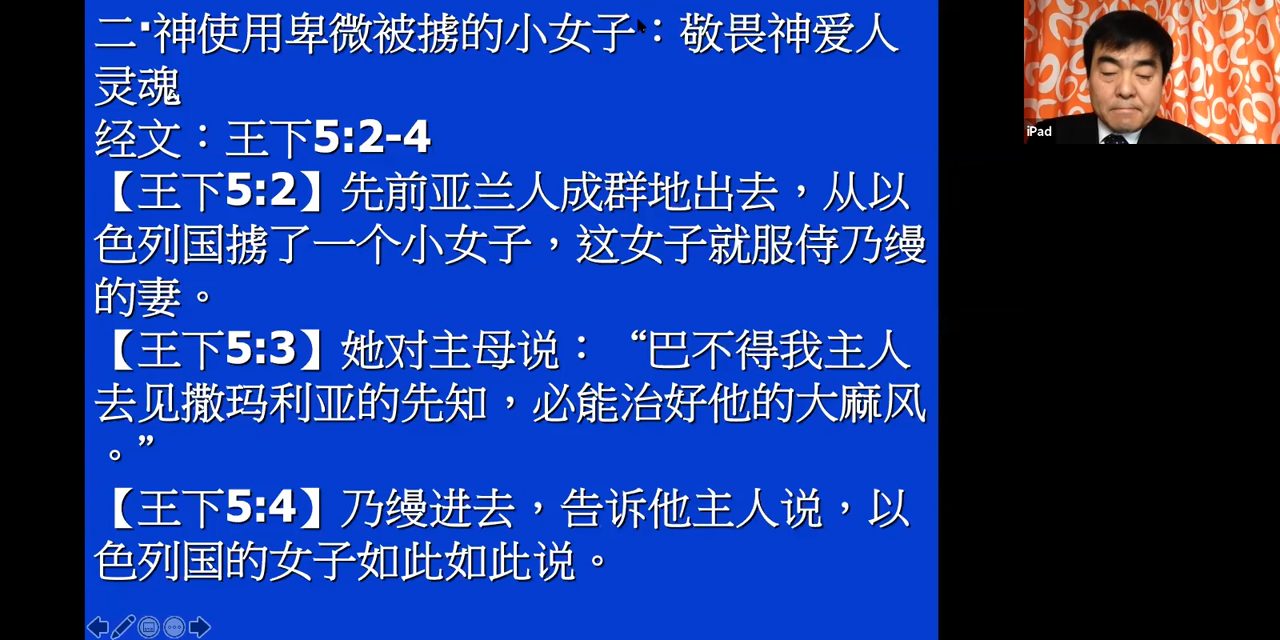 二·神使用卑微被掳的小女子：敬畏神爱人
灵魂
经文：王下5:2-4
【王下5:2】先前亚兰人成群地出去，从以
色列国掳了一个小女子，这女子就服侍乃缦
的妻。
【王下5:3】她对主母说：“巴不得我主人
去见撒玛利亚的先知，必能治好他的大麻风
。”
【王下5:4】乃缦进去，告诉他主人说，以
色列国的女子如此如此说。
iPad